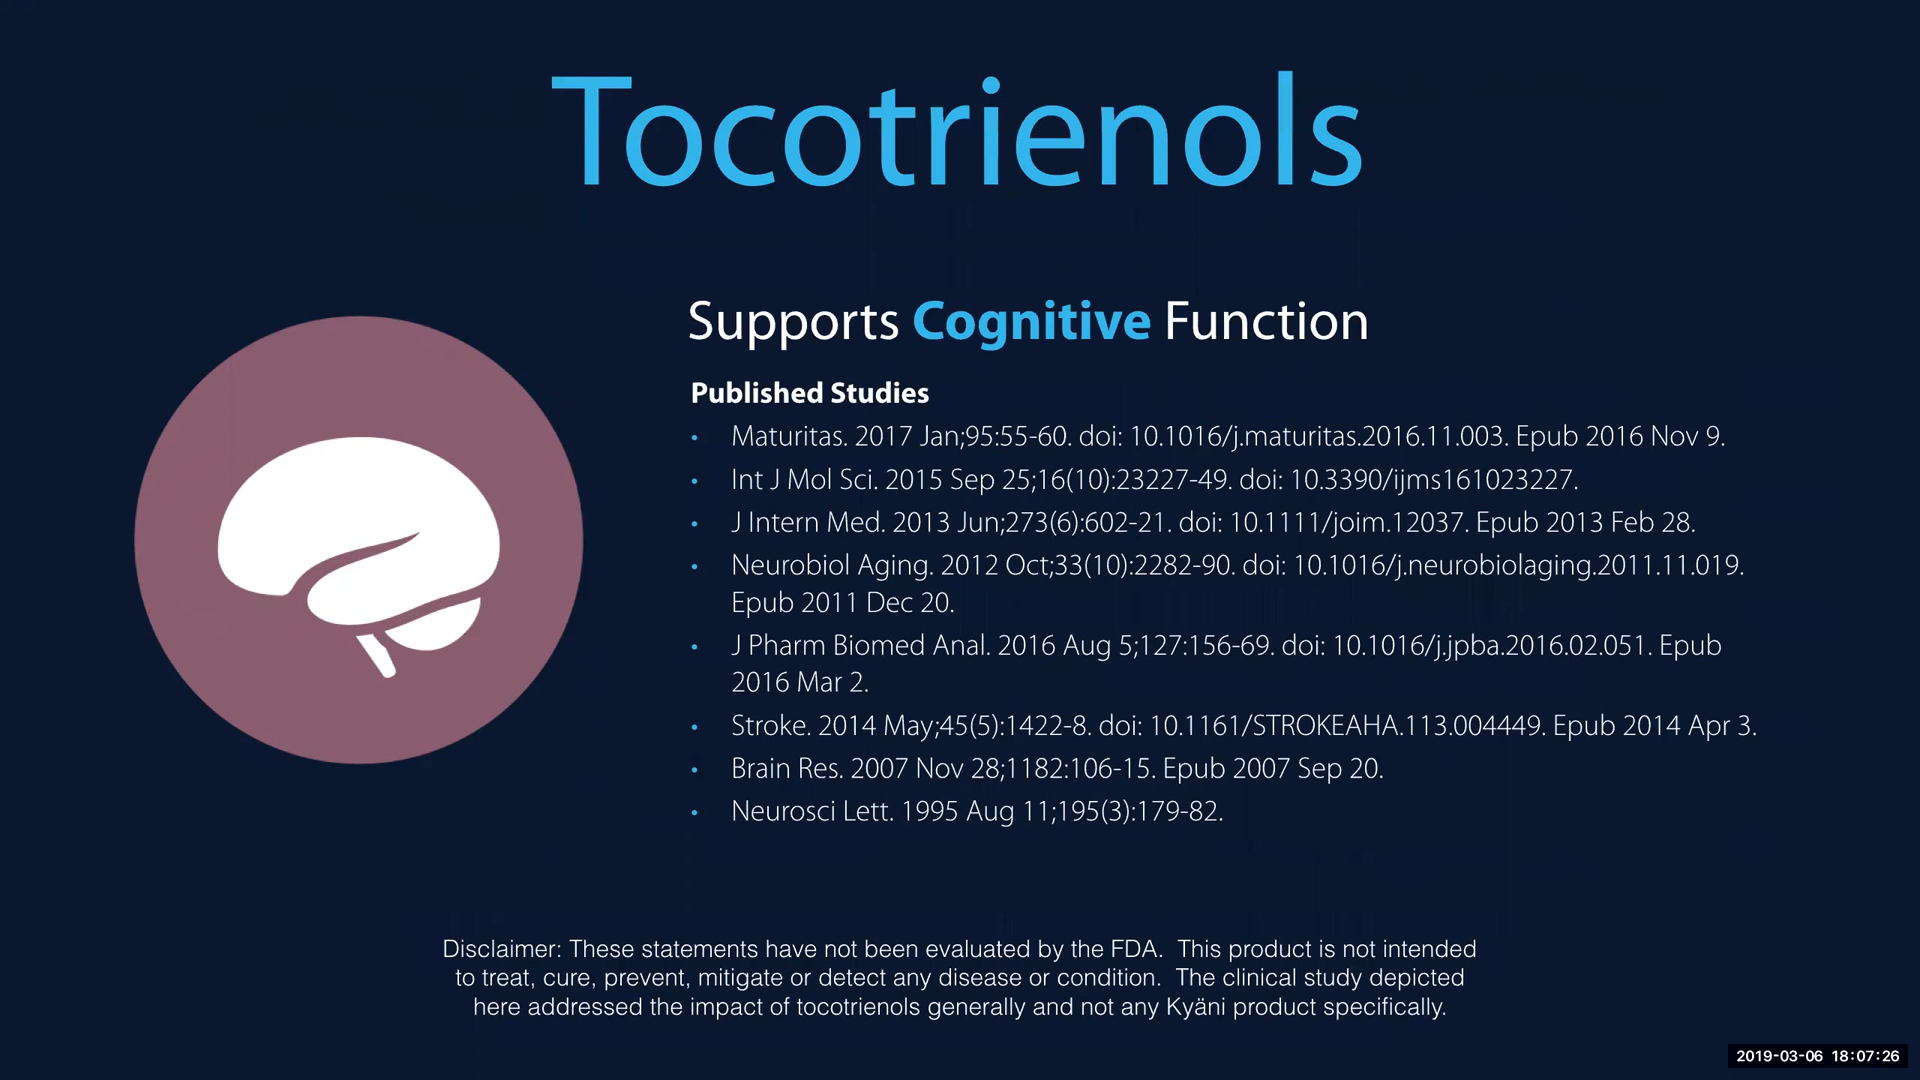 Tocotrienols
Supports Cognitive Function
Published Studies
• Maturitas. 2017 Jan;95:55-60. doi: 10.1016/j.maturitas.2016.11.003. Epub 2016 Nov 9.
• Int J Mol Sci. 2015 Sep 25;16(10):23227-49. doi: 10.3390/ijms161023227.
• J Intern Med. 2013 Jun;273(6):602-21. doi: 10.1111/joim.12037. Epub 2013 Feb 28.
• Neurobiol Aging. 2012 Oct;33(10):2282-90. doi: 10.1016/j.neurobiolaging.2011.11.019.
Epub 2011 Dec 20.
• J Pharm Biomed Anal. 2016 Aug 5;127:156-69. doi: 10.1016/j.jpba.2016.02.051. Epub
2016 Mar 2.
• Stroke. 2014 May;45(5):1422-8. doi: 10.1161/STROKEAHA.113.004449. Epub 2014 Apr 3.
• Brain Res. 2007 Nov 28;1182:106-15. Epub 2007 Sep 20.
• Neurosci Lett. 1995 Aug 11;195(3):179-82.
Disclaimer: These statements have not been evaluated by the FDA.  This product is not intended
to treat, cure, prevent, mitigate or detect any disease or condition.  The clinical study depicted
here addressed the impact of tocotrienols generally and not any Kyäni product specifically.
2019-03-06 18:07:26